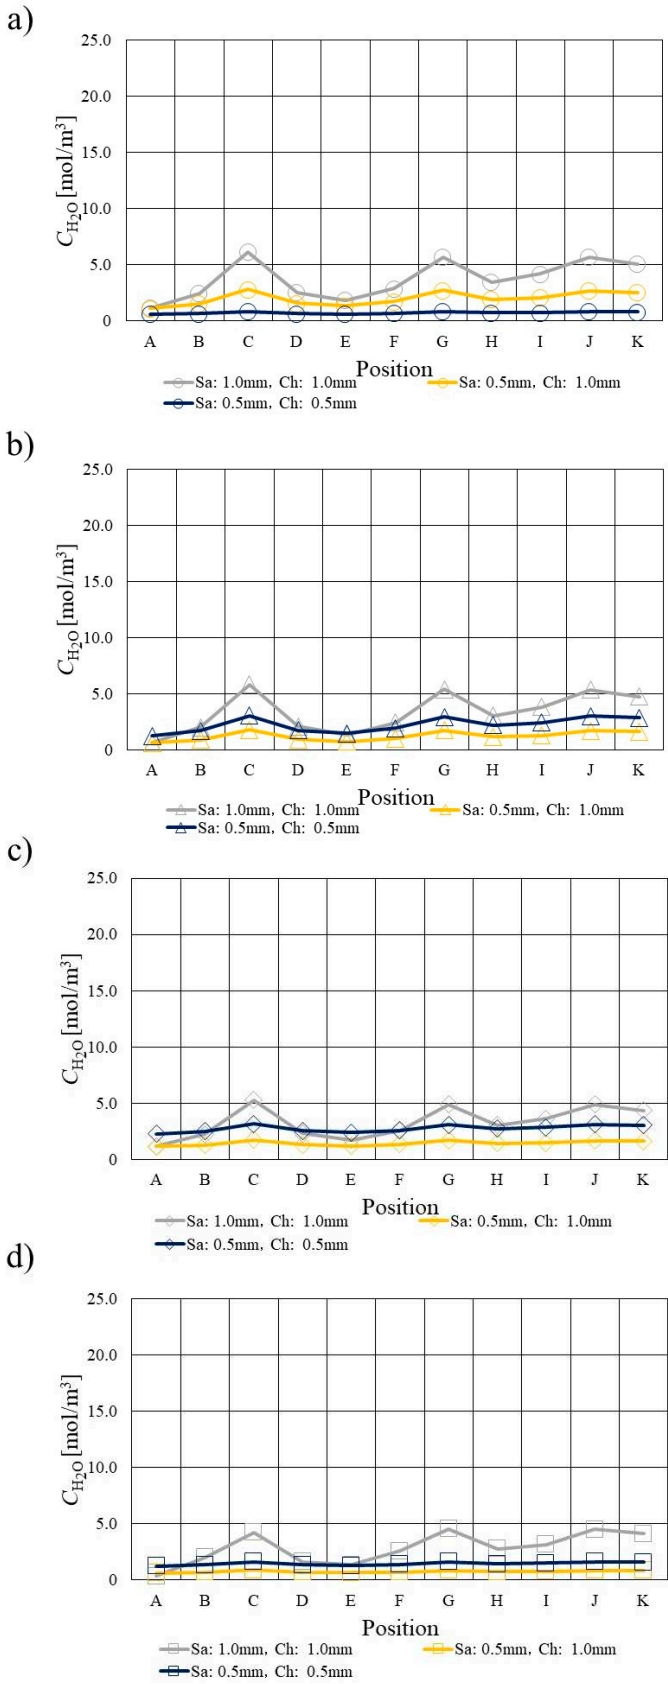 a)
25.0
20.0
15.0
10.0
5.0
0
C_H₂O [mol/m³]
A B C D E F G H I J K
Position
Sa: 1.0mm, Ch: 1.0mm Sa: 0.5mm, Ch: 1.0mm
Sa: 0.5mm, Ch: 0.5mm
b)
25.0
20.0
15.0
10.0
5.0
0
C_H₂O [mol/m³]
A B C D E F G H I J K
Position
Sa: 1.0mm, Ch: 1.0mm Sa: 0.5mm, Ch: 1.0mm
Sa: 0.5mm, Ch: 0.5mm
c)
25.0
20.0
15.0
10.0
5.0
0
C_H₂O [mol/m³]
A B C D E F G H I J K
Position
Sa: 1.0mm, Ch: 1.0mm Sa: 0.5mm, Ch: 1.0mm
Sa: 0.5mm, Ch: 0.5mm
d)
25.0
20.0
15.0
10.0
5.0
0
C_H₂O [mol/m³]
A B C D E F G H I J K
Position
Sa: 1.0mm, Ch: 1.0mm Sa: 0.5mm, Ch: 1.0mm
Sa: 0.5mm, Ch: 0.5mm